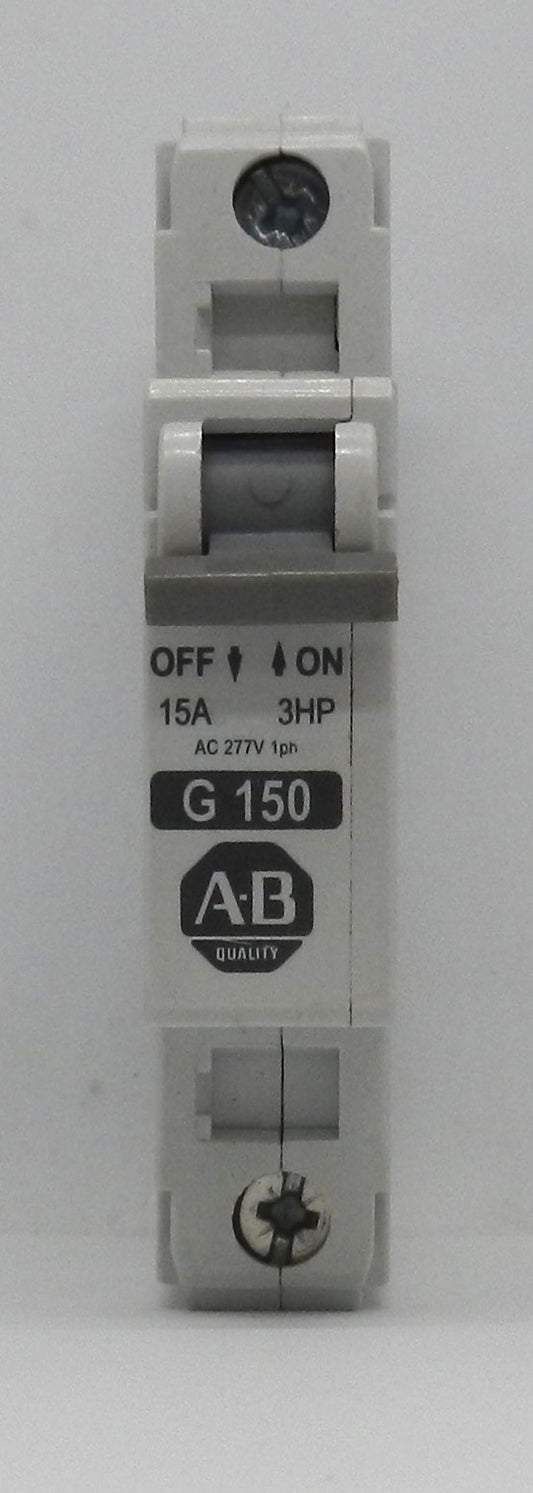 OFF ON
15A 3HP
AC 277V 1ph
G 150
A-B
QUALITY